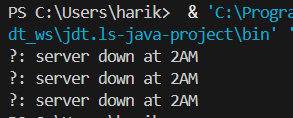 PS C:\Users\harik>  & 'C:\Progra
dt_ws\jdt.ls-java-project\bin' '
?: server down at 2AM
?: server down at 2AM
?: server down at 2AM